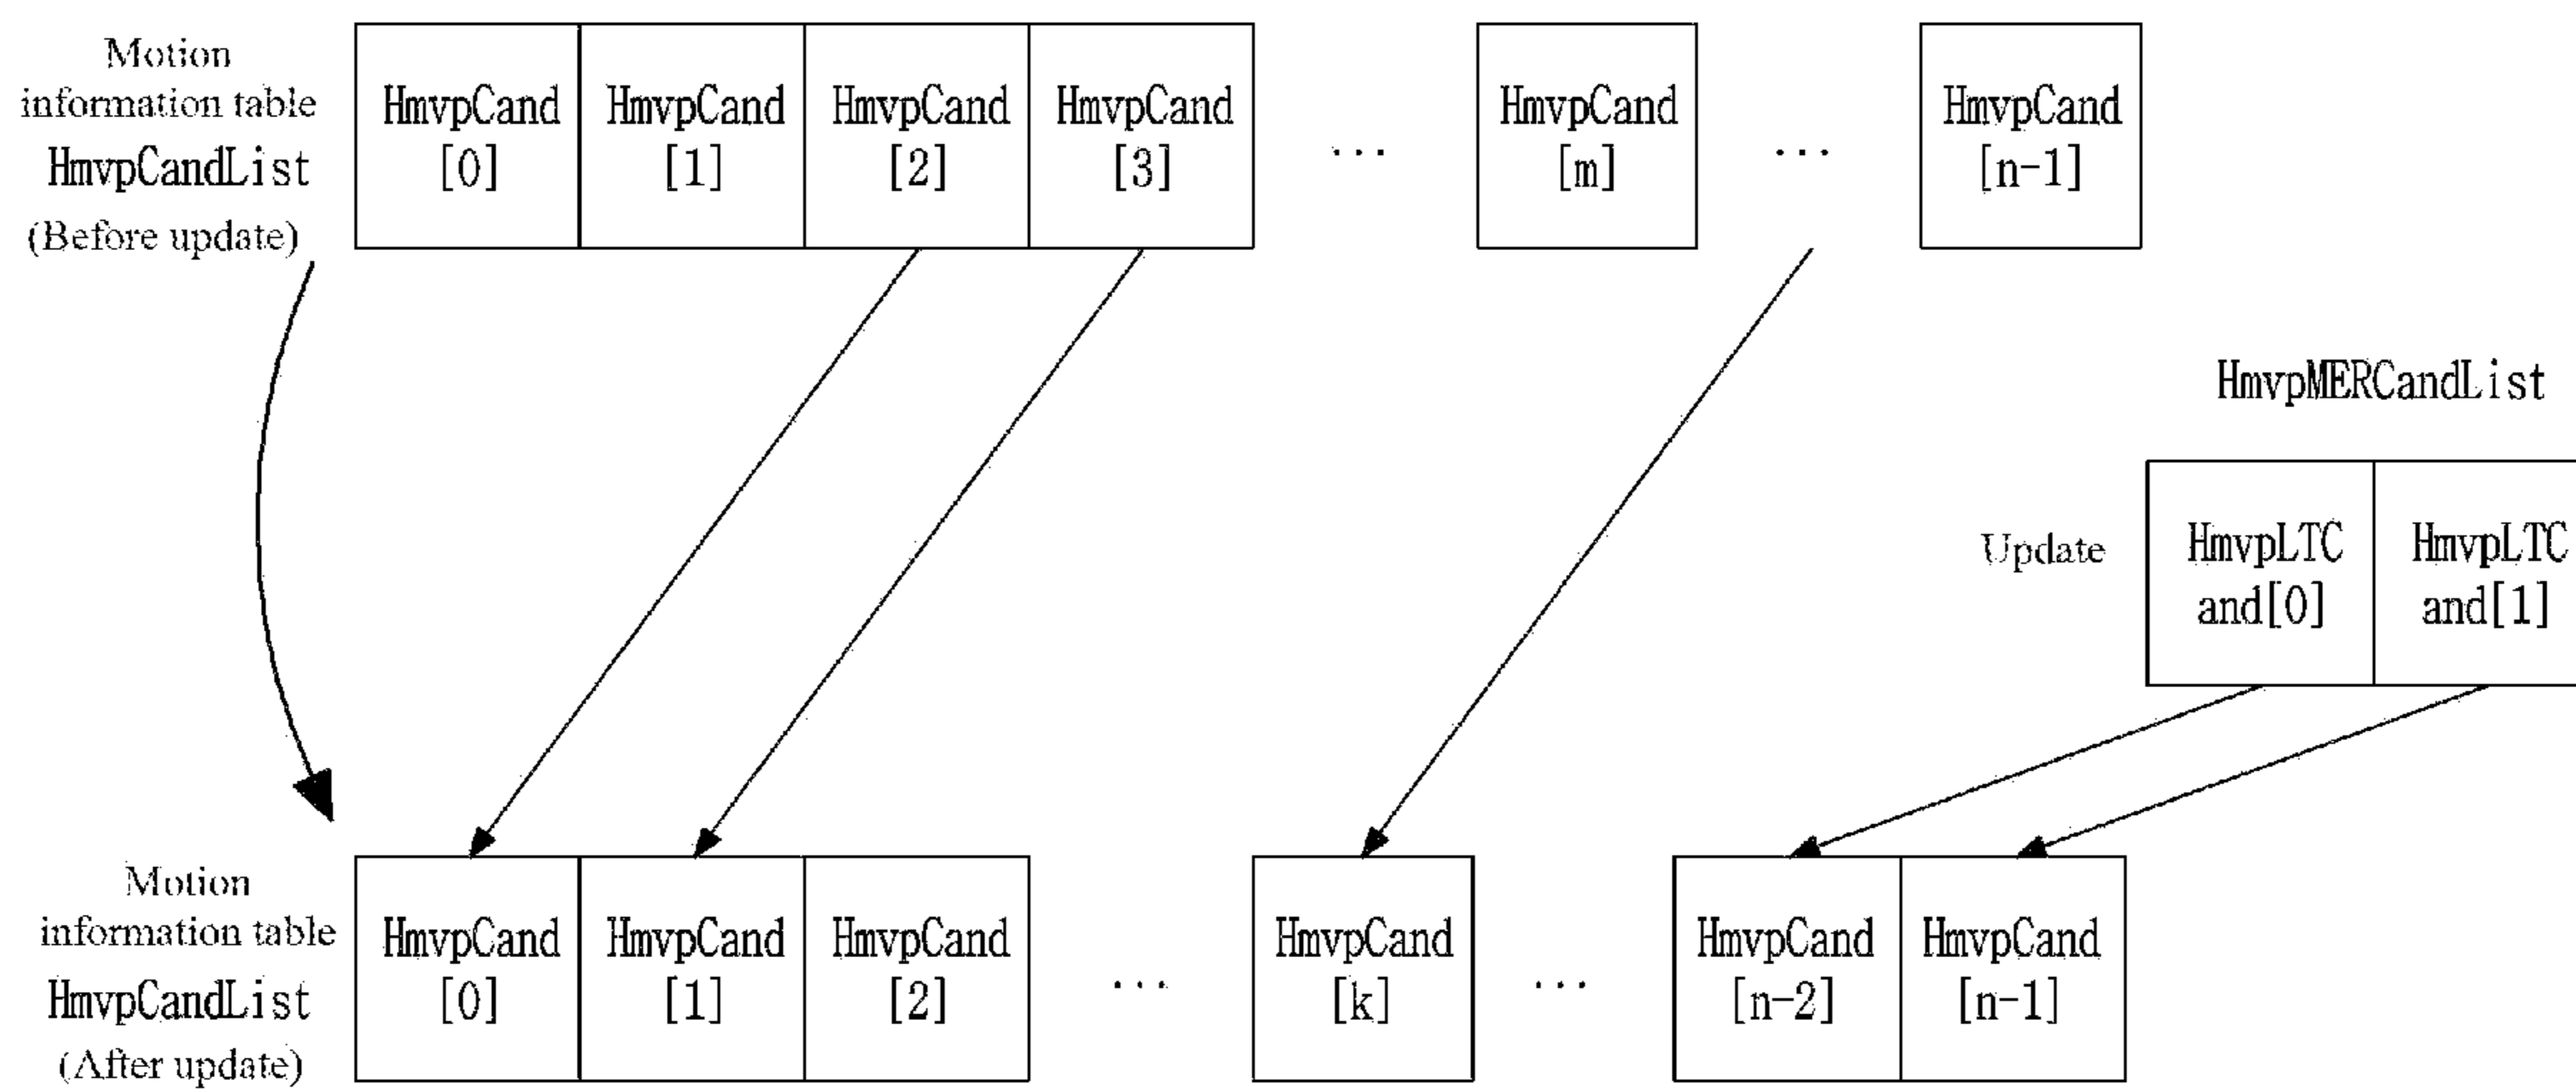 Motion
information table
HmvpCandList
(Before update)
HmvpCand
[0]
HmvpCand
[1]
HmvpCand
[2]
HmvpCand
[3]
...
HmvpCand
[m]
...
HmvpCand
[n-1]
HmvpMERCandList
Update
HmvpLTC
and[0]
HmvpLTC
and[1]
Motion
information table
HmvpCandList
(After update)
HmvpCand
[0]
HmvpCand
[1]
HmvpCand
[2]
...
HmvpCand
[k]
...
HmvpCand
[n-2]
HmvpCand
[n-1]